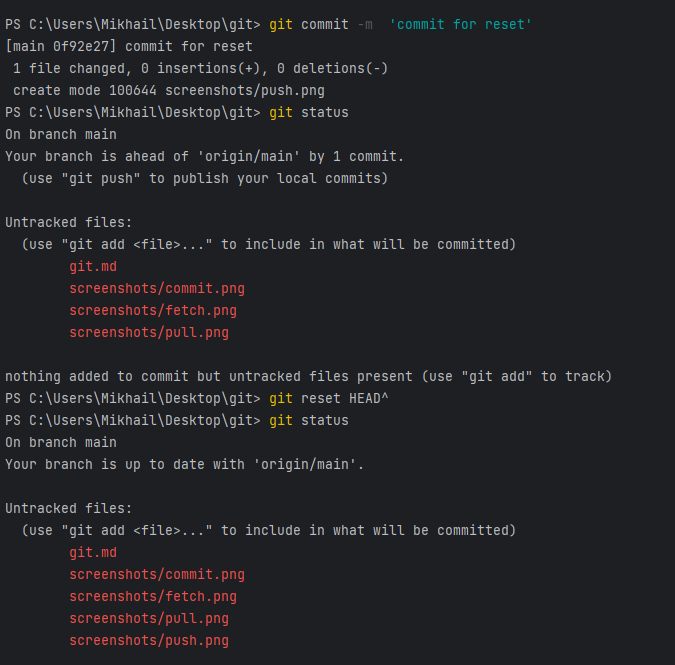 PS C:\Users\Mikhail\Desktop\git> git commit -m  'commit for reset'
[main 0f92e27] commit for reset
 1 file changed, 0 insertions(+), 0 deletions(-)
 create mode 100644 screenshots/push.png
PS C:\Users\Mikhail\Desktop\git> git status
On branch main
Your branch is ahead of 'origin/main' by 1 commit.
  (use "git push" to publish your local commits)

Untracked files:
  (use "git add <file>..." to include in what will be committed)
        git.md
        screenshots/commit.png
        screenshots/fetch.png
        screenshots/pull.png

nothing added to commit but untracked files present (use "git add" to track)
PS C:\Users\Mikhail\Desktop\git> git reset HEAD^
PS C:\Users\Mikhail\Desktop\git> git status
On branch main
Your branch is up to date with 'origin/main'.

Untracked files:
  (use "git add <file>..." to include in what will be committed)
        git.md
        screenshots/commit.png
        screenshots/fetch.png
        screenshots/pull.png
        screenshots/push.png